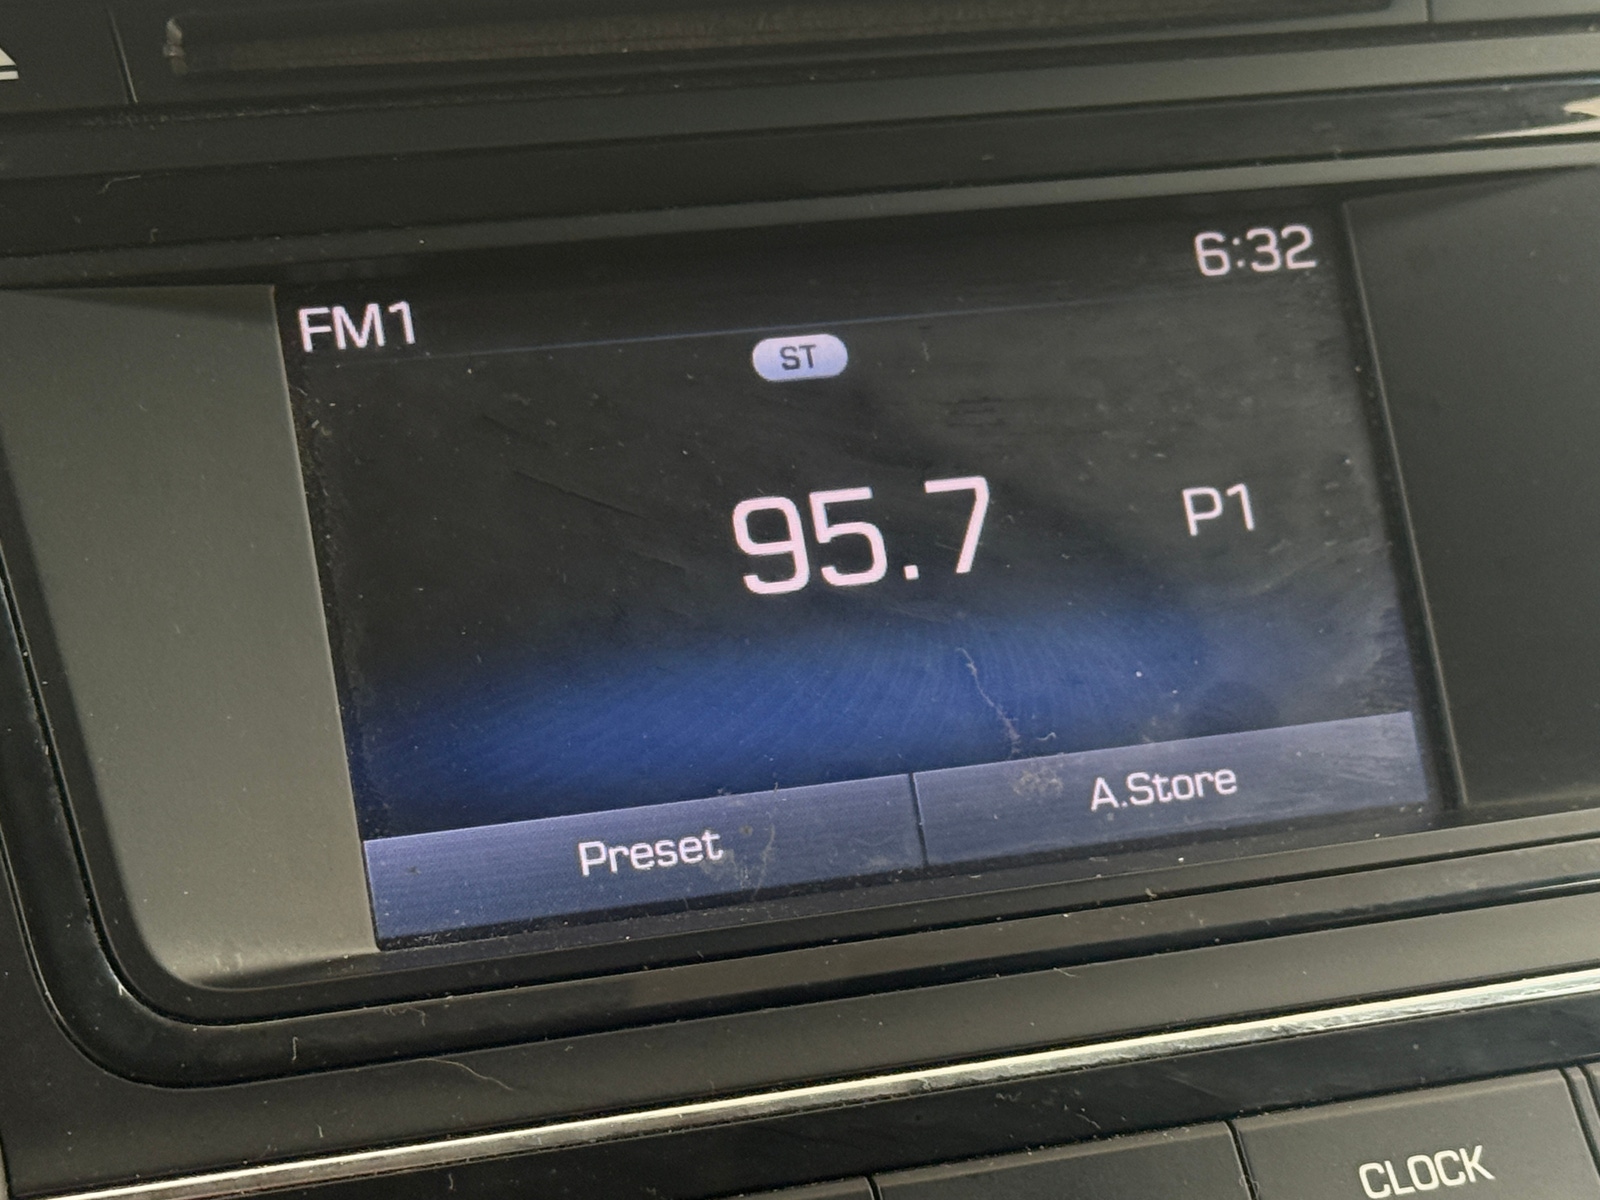 6:32
FM1
ST
95.7
P1
Preset
A.Store
CLOCK